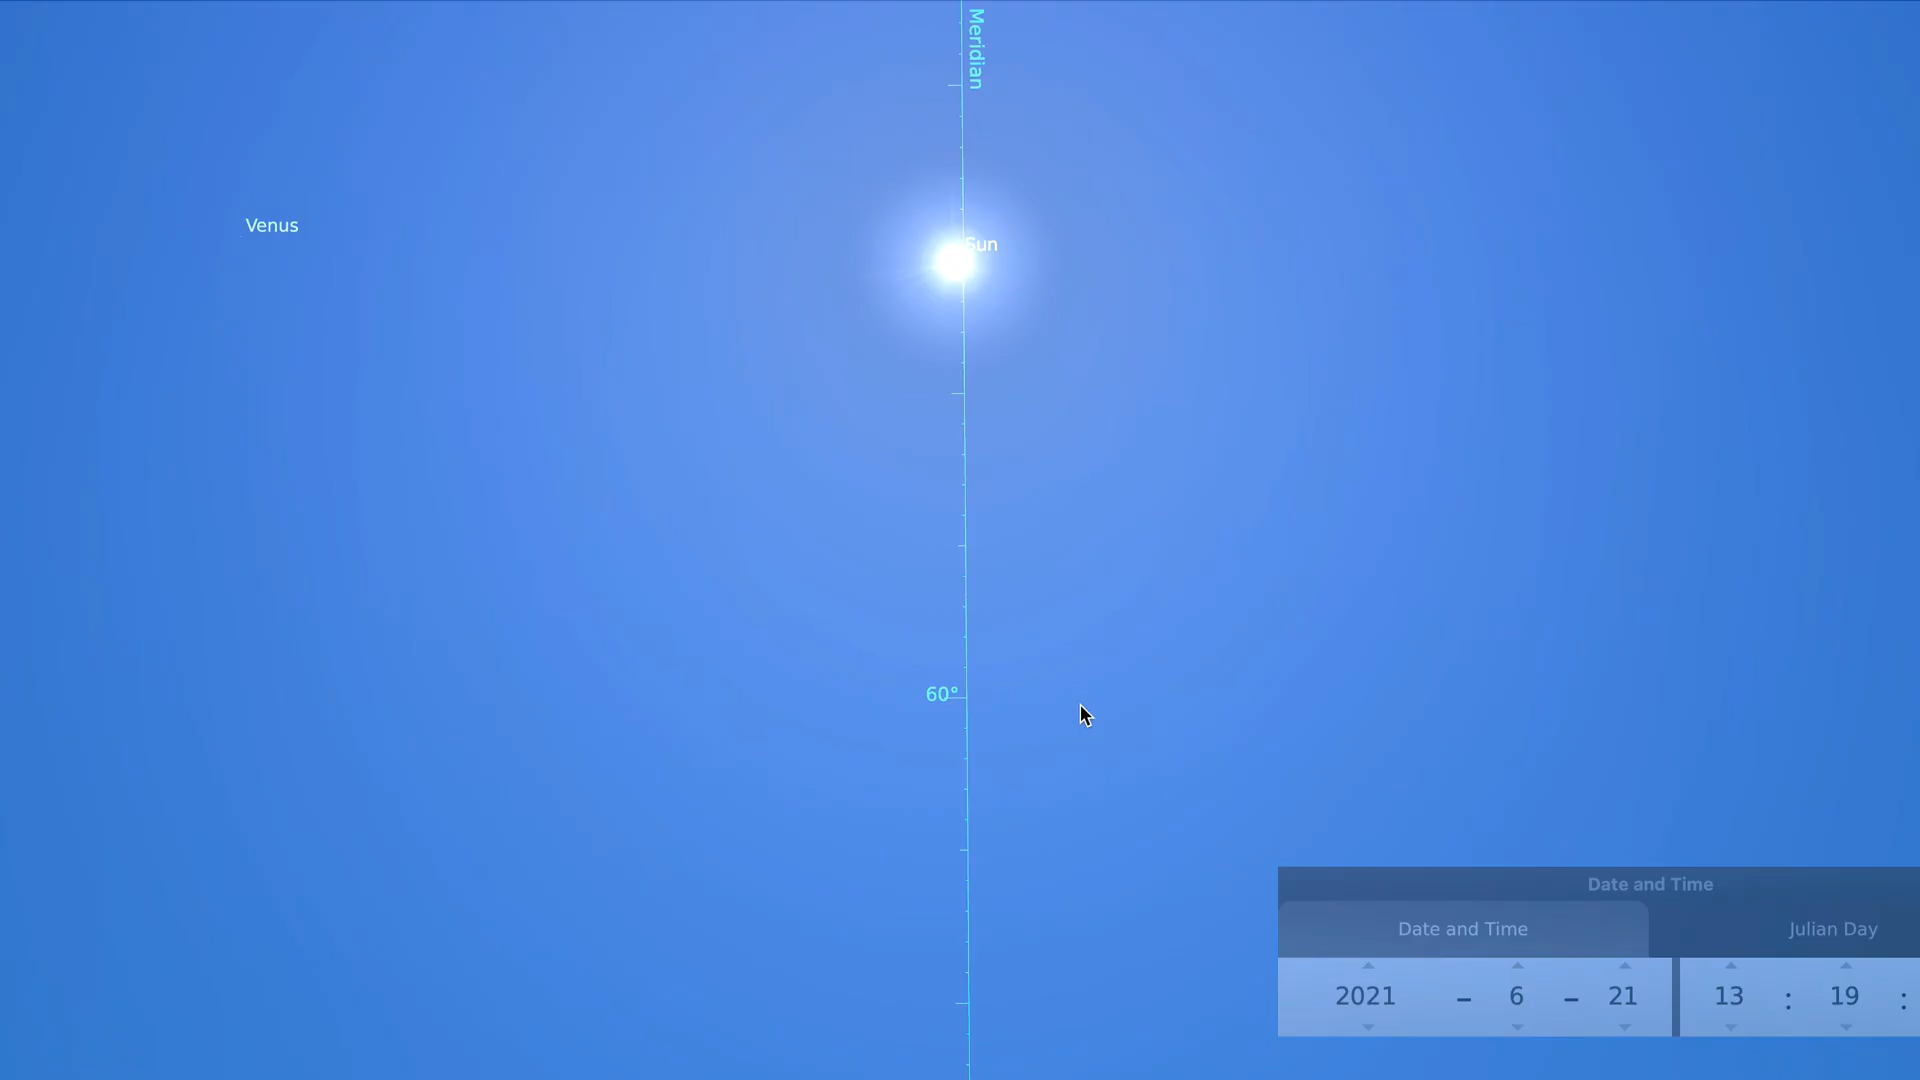 Meridian
Venus
Sun
60°
Date and Time
Date and Time
Julian Day
2021 - 6 - 21 13 : 19 :